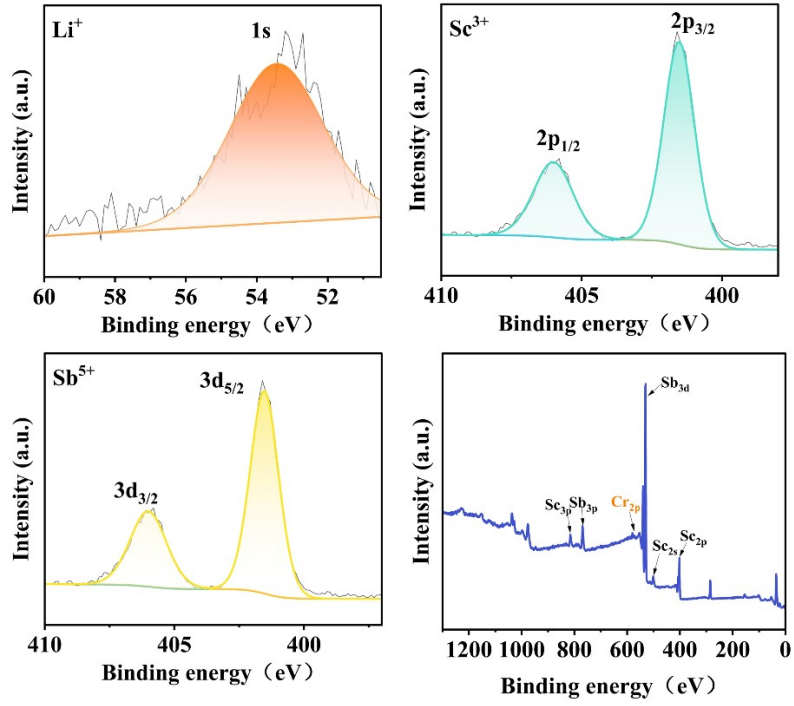 Li⁺
1s
Intensity (a.u.)
60 58 56 54 52
Binding energy（eV）
Sc³⁺
2p₃/₂
2p₁/₂
Intensity (a.u.)
410 405 400
Binding energy（eV）
Sb⁵⁺
3d₅/₂
3d₃/₂
Intensity (a.u.)
410 405 400
Binding energy（eV）
Sb₃d
Sc₃p Sb₃p Cr₂p
Sc₂s Sc₂p
Intensity (a.u.)
1200 1000 800 600 400 200 0
Binding energy（eV）